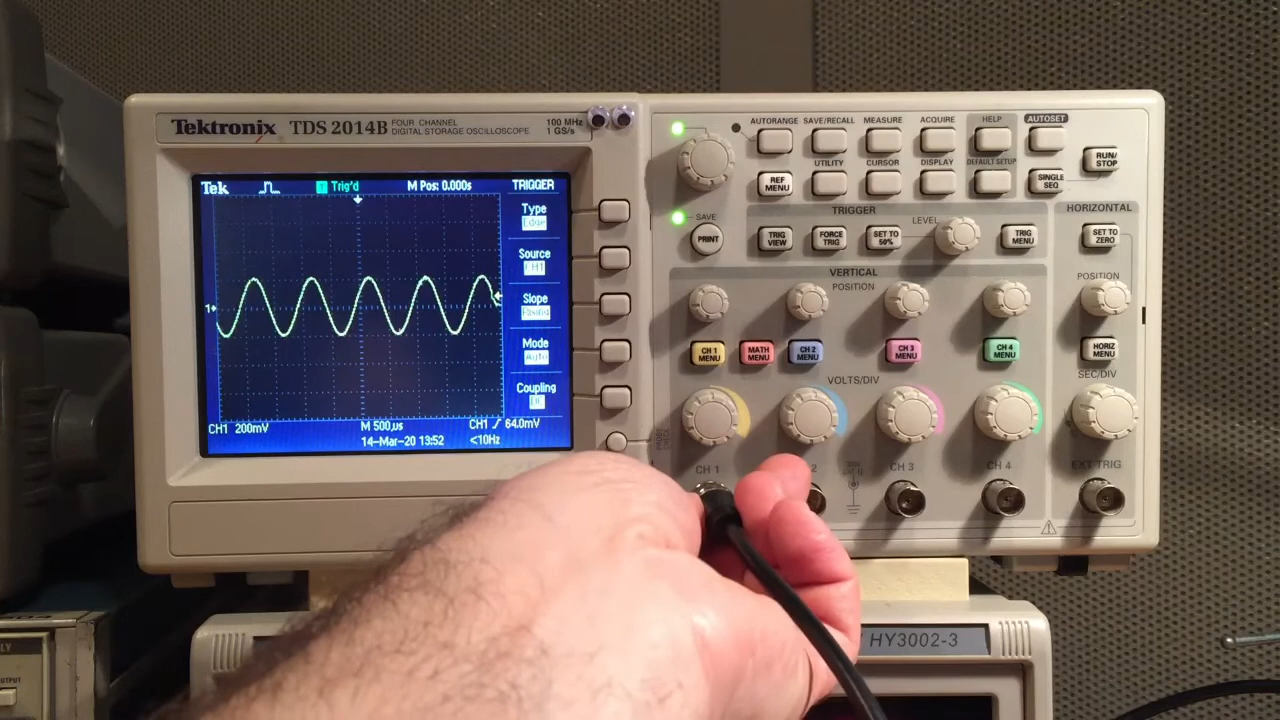 Tektronix TDS 2014B FOUR CHANNEL
DIGITAL STORAGE OSCILLOSCOPE
100 MHz
1 GS/s
Tek Trig'd M Pos: 0.000s TRIGGER
Type
Edge
Source
CH1
Slope
Rising
Mode
Auto
Coupling
DC
CH1 200mV M 500µs CH1 64.0mV
14-Mar-20 13:52 <10Hz
AUTORANGE SAVE/RECALL MEASURE ACQUIRE HELP AUTOSET
UTILITY CURSOR DISPLAY DEFAULT SETUP
REF
MENU
RUN/
STOP
SINGLE
SEQ
SAVE
PRINT
TRIGGER
LEVEL
TRIG
VIEW
FORCE
TRIG
SET TO
50%
TRIG
MENU
HORIZONTAL
SET TO
ZERO
VERTICAL
POSITION
POSITION
CH 1
MENU
MATH
MENU
CH 2
MENU
CH 3
MENU
CH 4
MENU
HORIZ
MENU
VOLTS/DIV
SEC/DIV
CH 1 2 CH 3 CH 4 EXT TRIG
HY3002-3